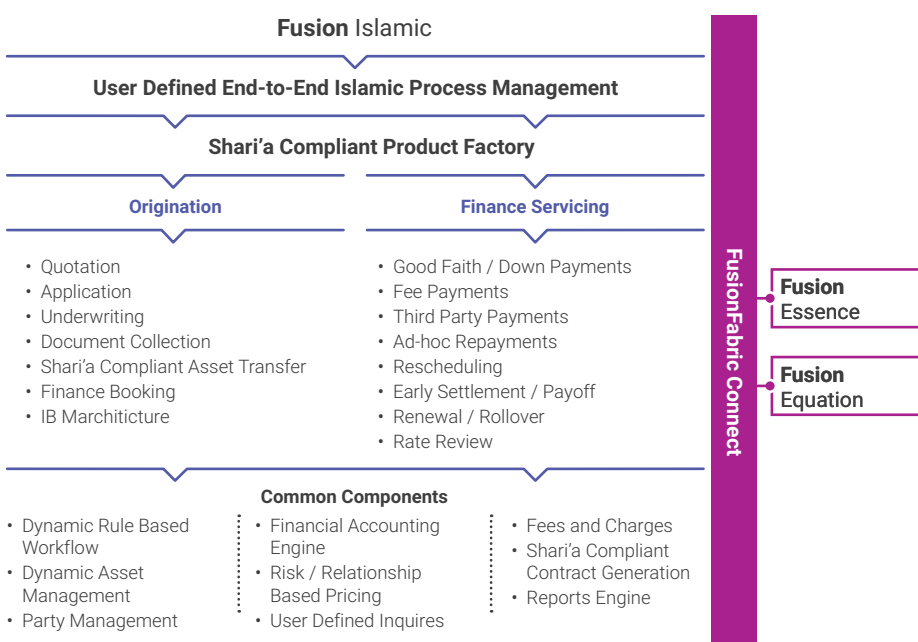 Fusion Islamic
User Defined End-to-End Islamic Process Management
Shari'a Compliant Product Factory
Origination
• Quotation
• Application
• Underwriting
• Document Collection
• Shari'a Compliant Asset Transfer
• Finance Booking
• IB Marchiticture
Finance Servicing
• Good Faith / Down Payments
• Fee Payments
• Third Party Payments
• Ad-hoc Repayments
• Rescheduling
• Early Settlement / Payoff
• Renewal / Rollover
• Rate Review
Common Components
• Dynamic Rule Based
Workflow
• Dynamic Asset
Management
• Party Management
• Financial Accounting
Engine
• Risk / Relationship
Based Pricing
• User Defined Inquires
• Fees and Charges
• Shari'a Compliant
Contract Generation
• Reports Engine
FusionFabric Connect
Fusion
Essence
Fusion
Equation